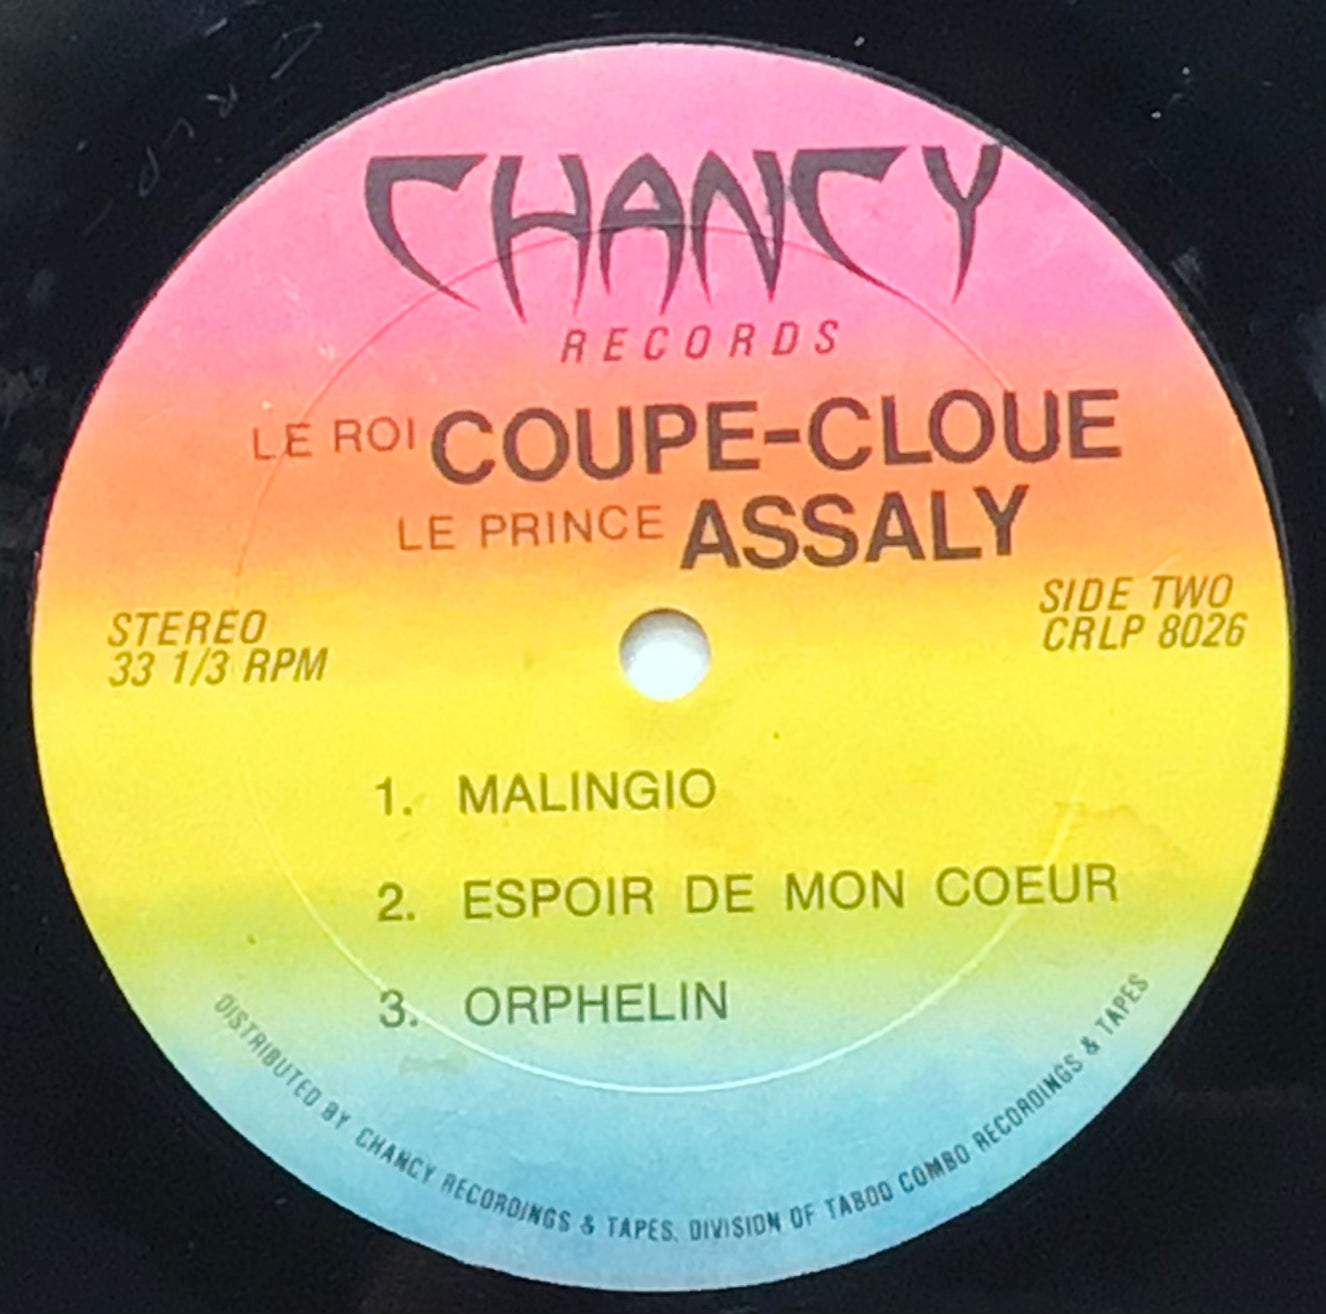 CHANCY
RECORDS
LE ROI COUPE-CLOUE
LE PRINCE ASSALY
STEREO
33 1/3 RPM
SIDE TWO
CRLP 8026
1. MALINGIO
2. ESPOIR DE MON COEUR
3. ORPHELIN
DISTRIBUTED BY CHANCY RECORDINGS & TAPES. DIVISION OF TABOO COMBO RECORDINGS & TAPES